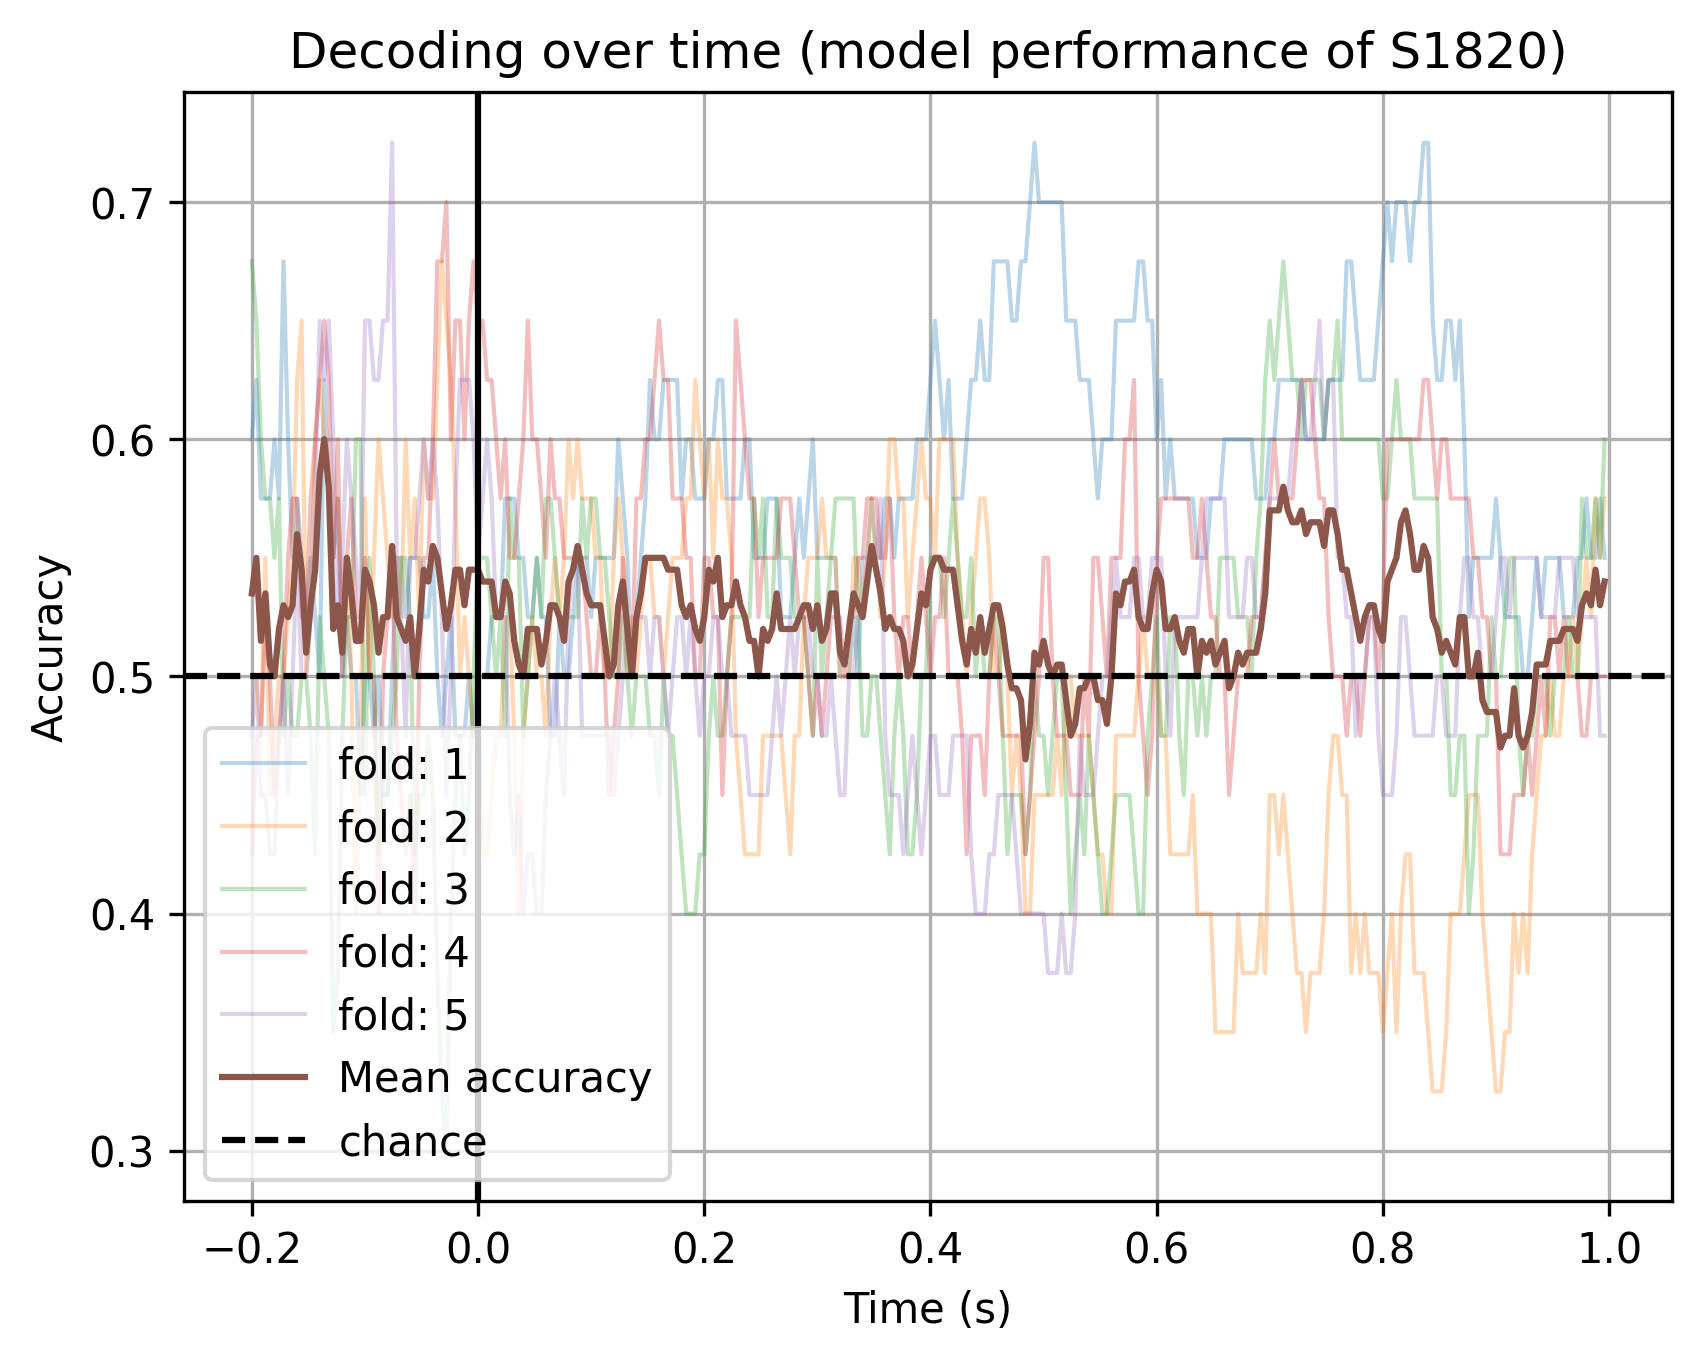 Decoding over time (model performance of S1820)
Accuracy
0.7
0.6
0.5
0.4
0.3
fold: 1
fold: 2
fold: 3
fold: 4
fold: 5
Mean accuracy
chance
−0.2 0.0 0.2 0.4 0.6 0.8 1.0
Time (s)